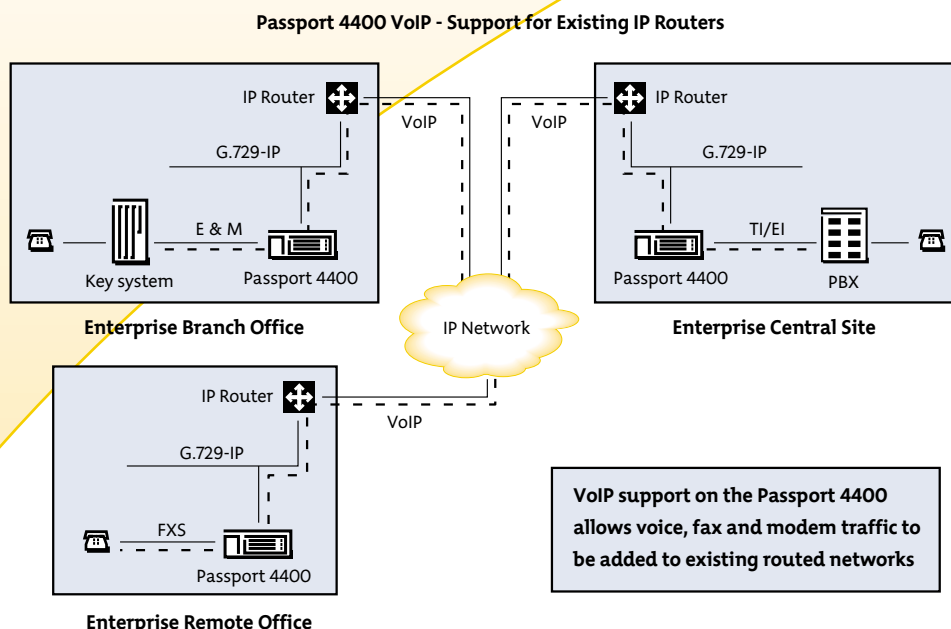 Passport 4400 VoIP - Support for Existing IP Routers
IP Router
VoIP
G.729-IP
E & M
Key system
Passport 4400
Enterprise Branch Office
VoIP
IP Router
G.729-IP
TI/EI
Passport 4400
PBX
Enterprise Central Site
IP Network
IP Router
VoIP
G.729-IP
FXS
Passport 4400
Enterprise Remote Office
VoIP support on the Passport 4400
allows voice, fax and modem traffic to
be added to existing routed networks